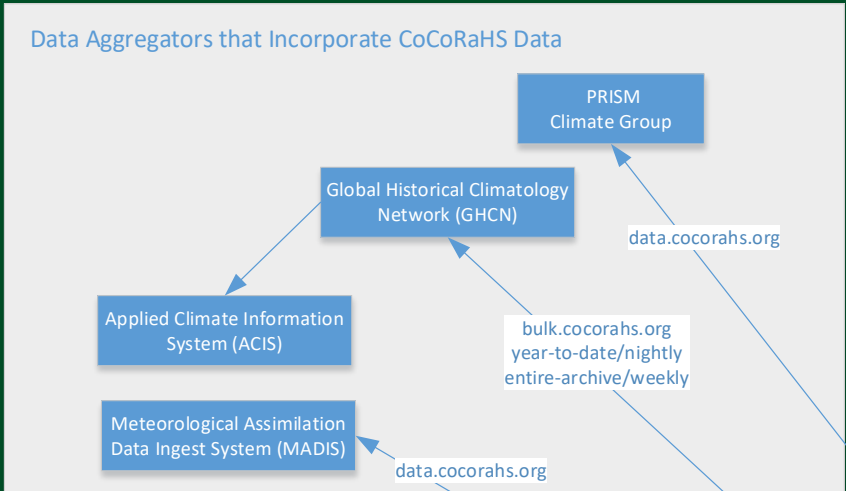 Data Aggregators that Incorporate CoCoRaHS Data
PRISM
Climate Group
Global Historical Climatology
Network (GHCN)
data.cocorahs.org
Applied Climate Information
System (ACIS)
bulk.cocorahs.org
year-to-date/nightly
entire-archive/weekly
Meteorological Assimilation
Data Ingest System (MADIS)
data.cocorahs.org